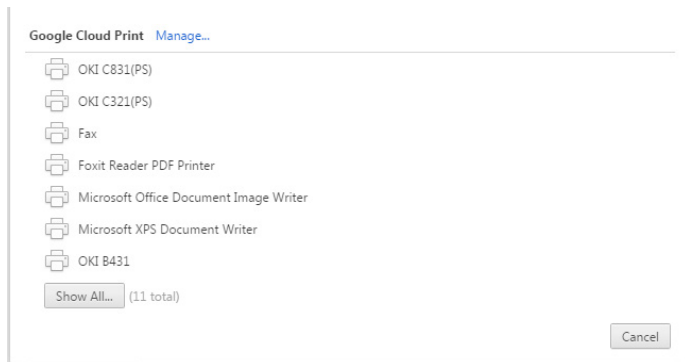 Google Cloud Print Manage...
OKI C831(PS)
OKI C321(PS)
Fax
Foxit Reader PDF Printer
Microsoft Office Document Image Writer
Microsoft XPS Document Writer
OKI B431
Show All... (11 total)
Cancel